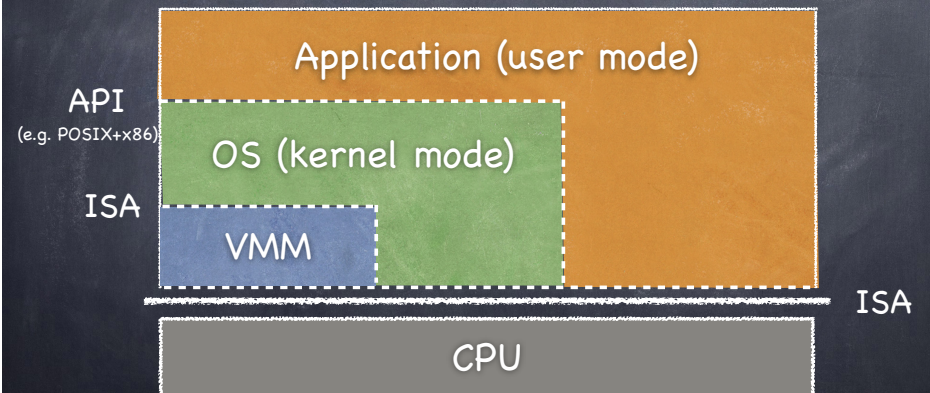 Application (user mode)
API
(e.g. POSIX+x86)
OS (kernel mode)
ISA
VMM
ISA
CPU